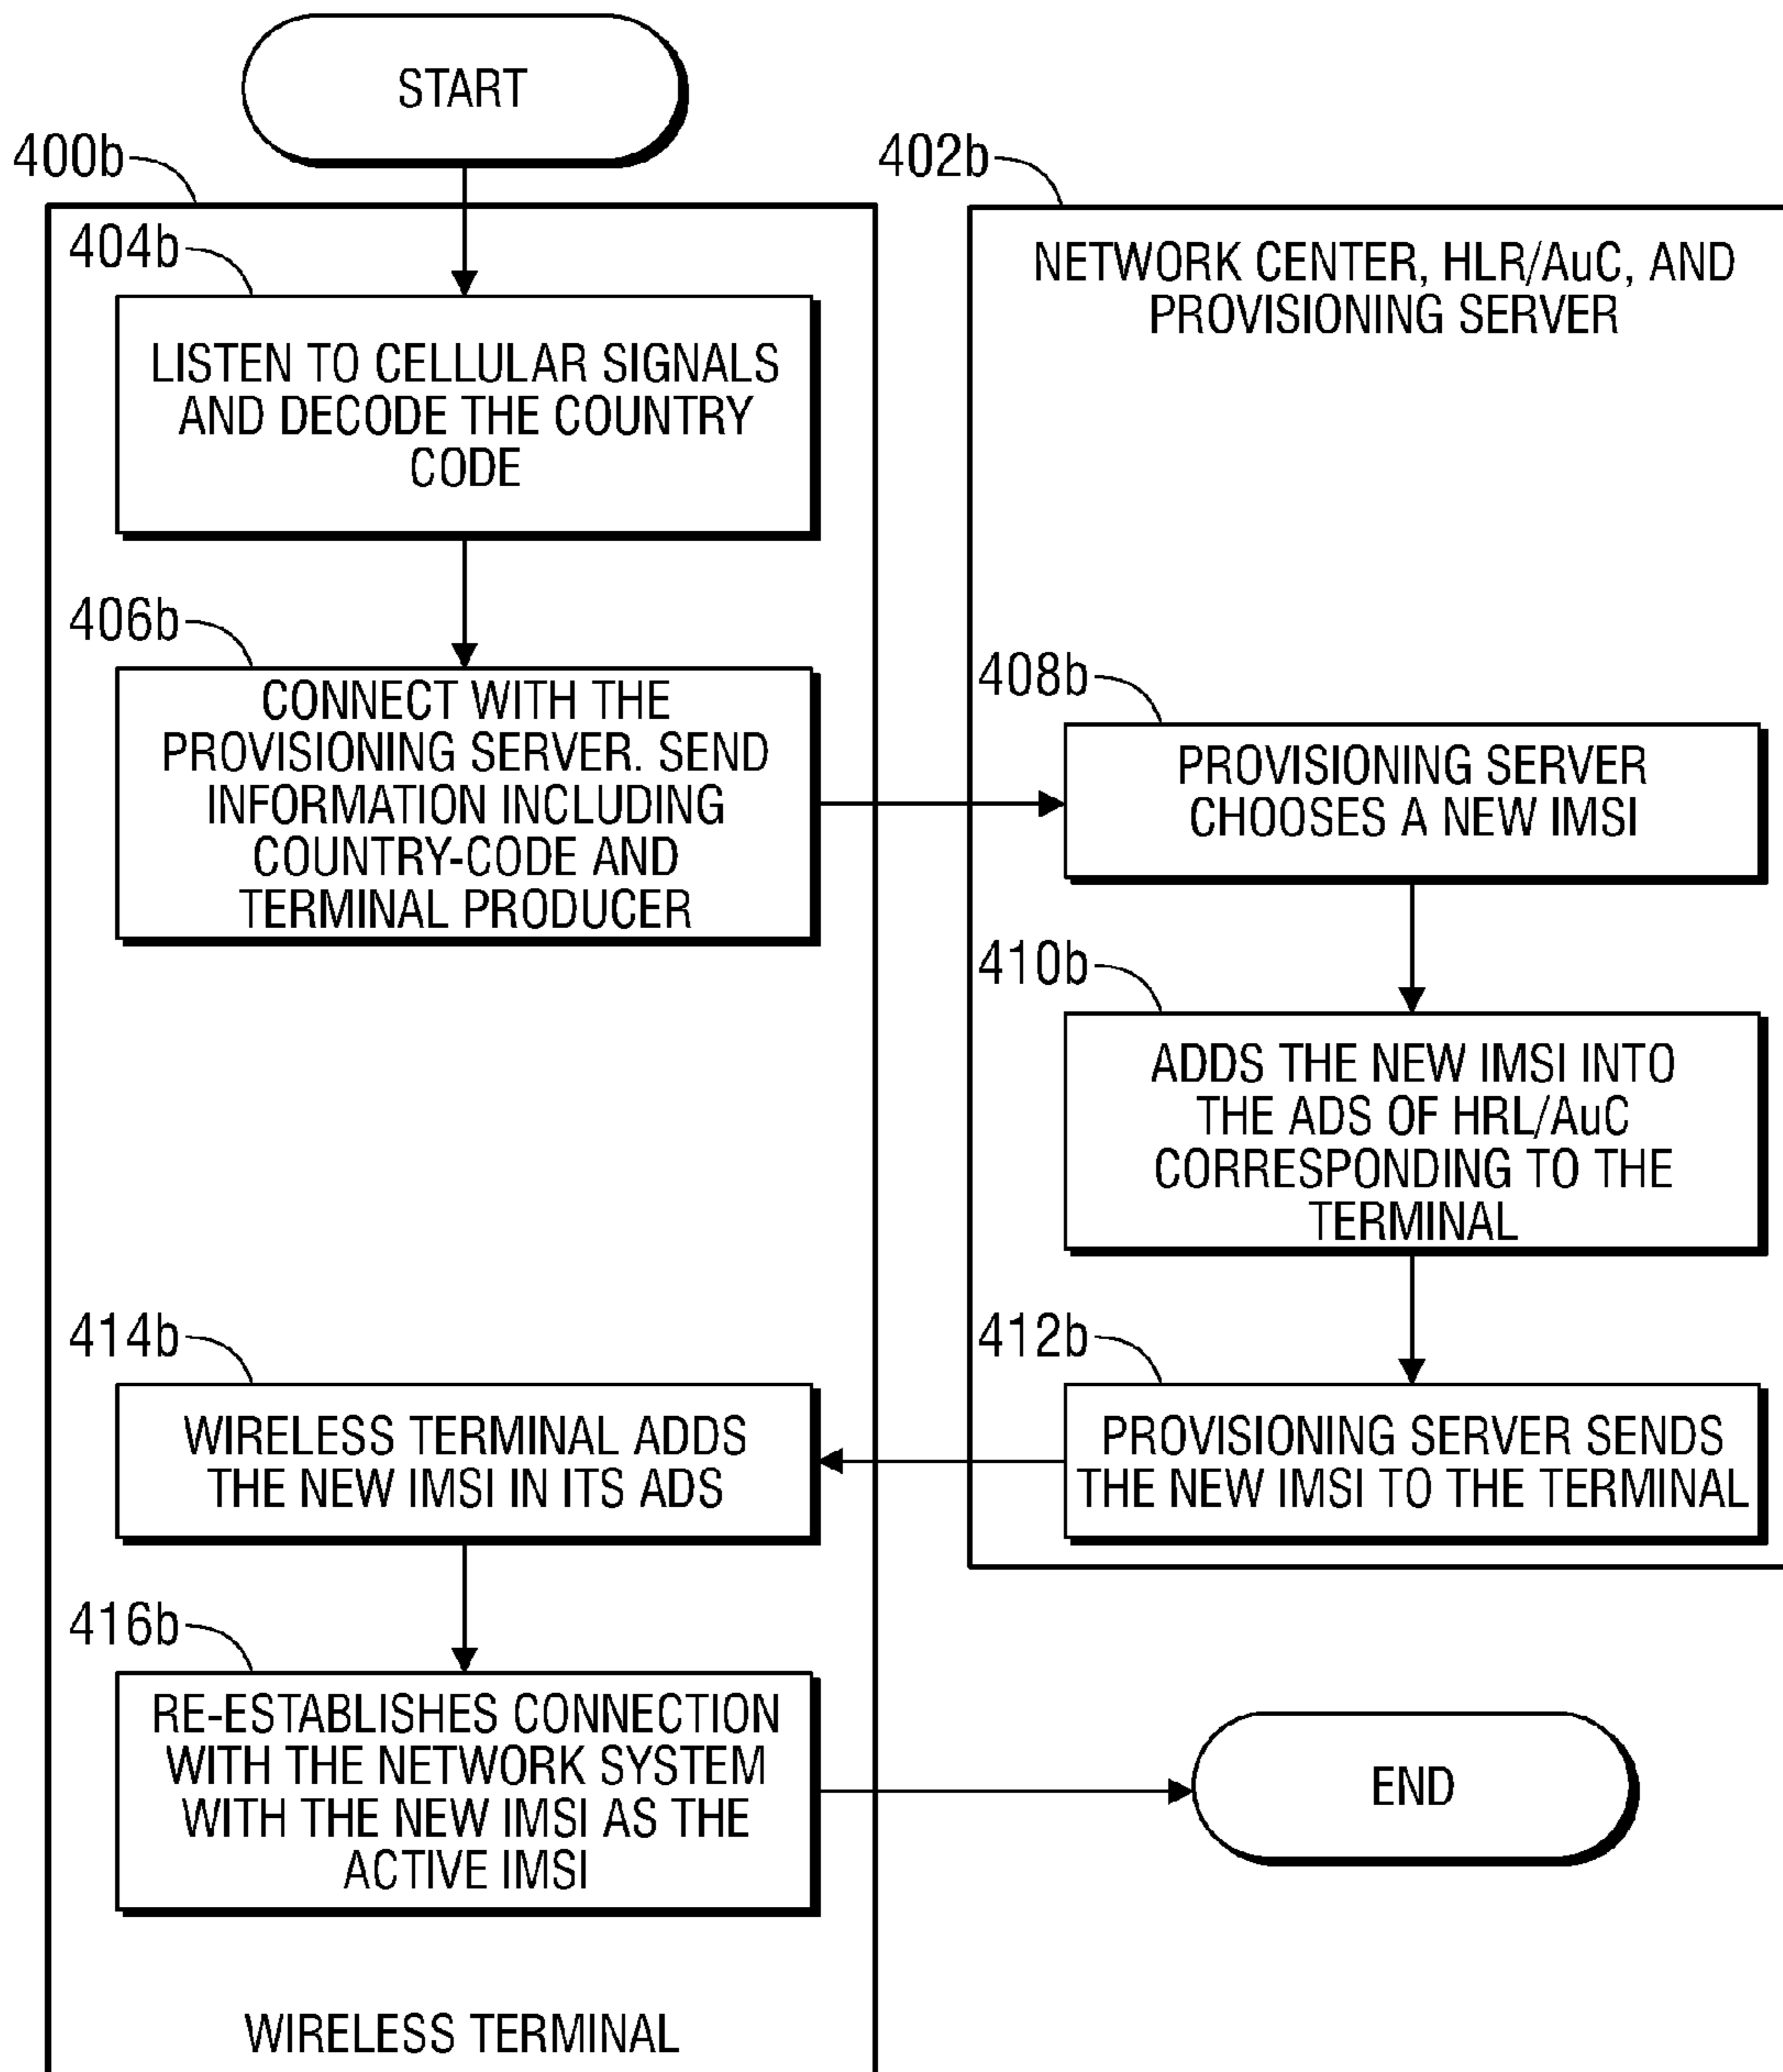 START
400b
404b
LISTEN TO CELLULAR SIGNALS
AND DECODE THE COUNTRY
CODE
406b
CONNECT WITH THE
PROVISIONING SERVER. SEND
INFORMATION INCLUDING
COUNTRY-CODE AND
TERMINAL PRODUCER
402b
NETWORK CENTER, HLR/AuC, AND
PROVISIONING SERVER
408b
PROVISIONING SERVER
CHOOSES A NEW IMSI
410b
ADDS THE NEW IMSI INTO
THE ADS OF HRL/AuC
CORRESPONDING TO THE
TERMINAL
412b
PROVISIONING SERVER SENDS
THE NEW IMSI TO THE TERMINAL
414b
WIRELESS TERMINAL ADDS
THE NEW IMSI IN ITS ADS
416b
RE-ESTABLISHES CONNECTION
WITH THE NETWORK SYSTEM
WITH THE NEW IMSI AS THE
ACTIVE IMSI
WIRELESS TERMINAL
END